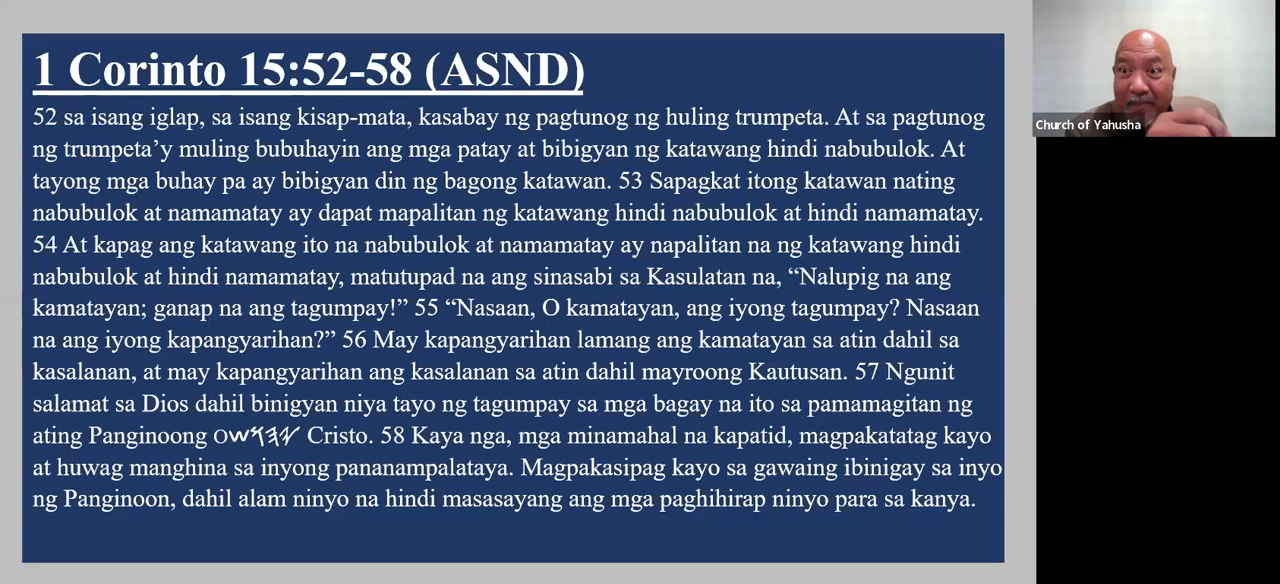 1 Corinto 15:52-58 (ASND)
52 sa isang iglap, sa isang kisap-mata, kasabay ng pagtunog ng huling trumpeta. At sa pagtunog
ng trumpeta’y muling bubuhayin ang mga patay at bibigyan ng katawang hindi nabubulok. At
tayong mga buhay pa ay bibigyan din ng bagong katawan. 53 Sapagkat itong katawan nating
nabubulok at namamatay ay dapat mapalitan ng katawang hindi nabubulok at hindi namamatay.
54 At kapag ang katawang ito na nabubulok at namamatay ay napalitan na ng katawang hindi
nabubulok at hindi namamatay, matutupad na ang sinasabi sa Kasulatan na, “Nalupig na ang
kamatayan; ganap na ang tagumpay!” 55 “Nasaan, O kamatayan, ang iyong tagumpay? Nasaan
na ang iyong kapangyarihan?” 56 May kapangyarihan lamang ang kamatayan sa atin dahil sa
kasalanan, at may kapangyarihan ang kasalanan sa atin dahil mayroong Kautusan. 57 Ngunit
salamat sa Dios dahil binigyan niya tayo ng tagumpay sa mga bagay na ito sa pamamagitan ng
ating Panginoong Cristo. 58 Kaya nga, mga minamahal na kapatid, magpakatatag kayo
at huwag manghina sa inyong pananampalataya. Magpakasipag kayo sa gawaing ibinigay sa inyo
ng Panginoon, dahil alam ninyo na hindi masasayang ang mga paghihirap ninyo para sa kanya.
Church of Yahusha